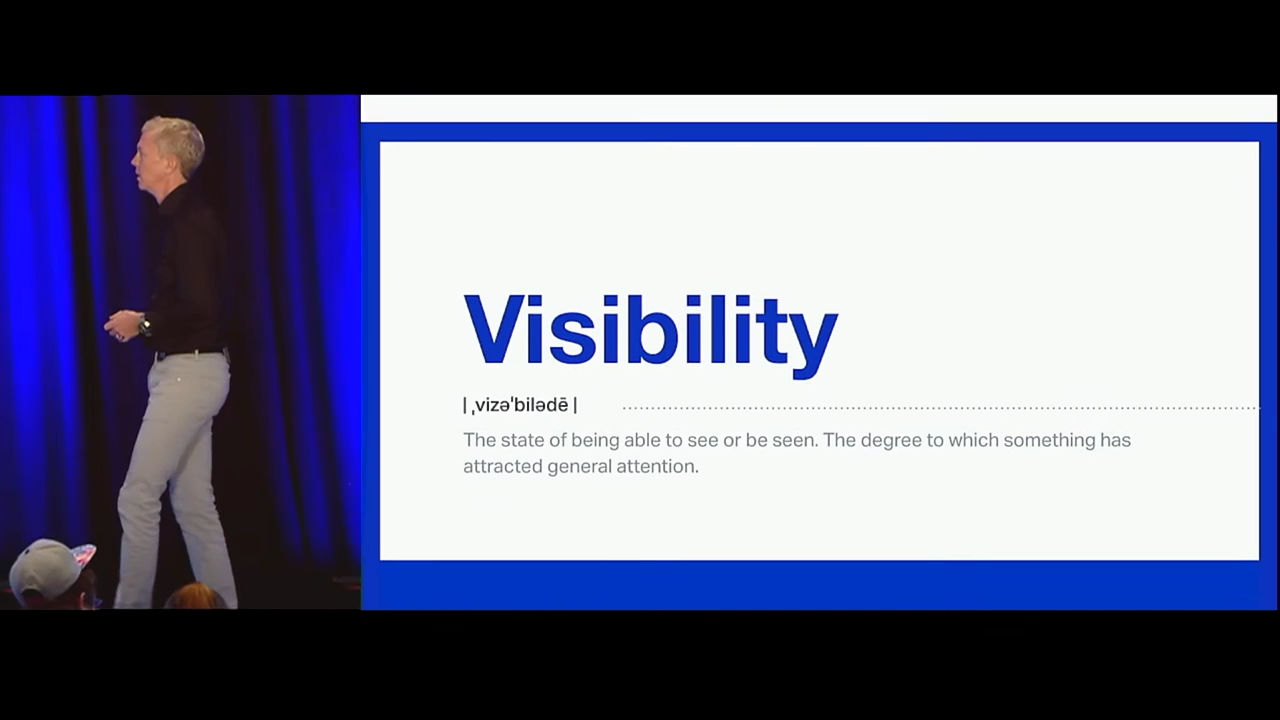 Visibility
| ˌvizəˈbilədē |
The state of being able to see or be seen. The degree to which something has
attracted general attention.